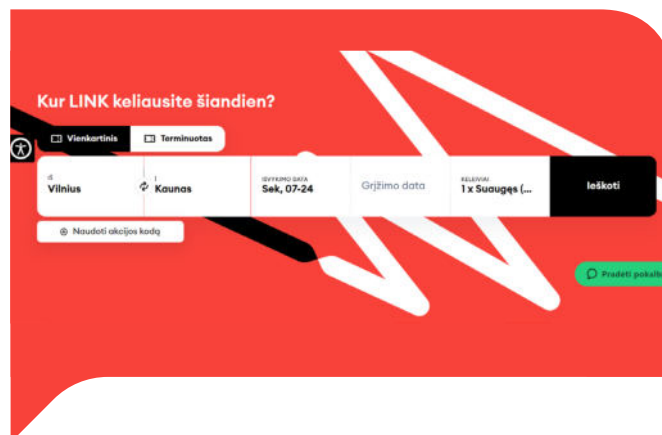 Kur LINK keliausite šiandien?
Vienkartinis
Terminuotas
IŠ
Vilnius
Į
Kaunas
IŠVYKIMO DATA
Sek, 07-24
Grįžimo data
KELEIVIAI
1 x Suaugęs (...
Ieškoti
Naudoti akcijos kodą
Pradėti pokalb